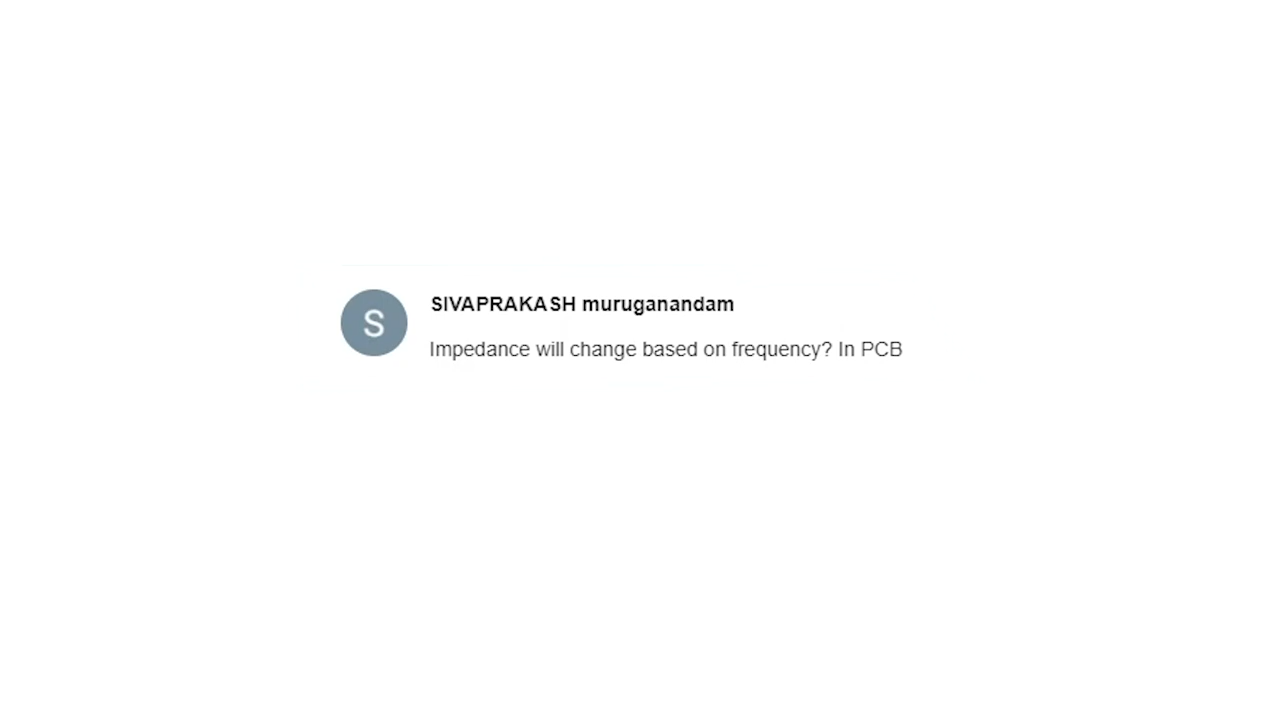 S
SIVAPRAKASH muruganandam
Impedance will change based on frequency? In PCB